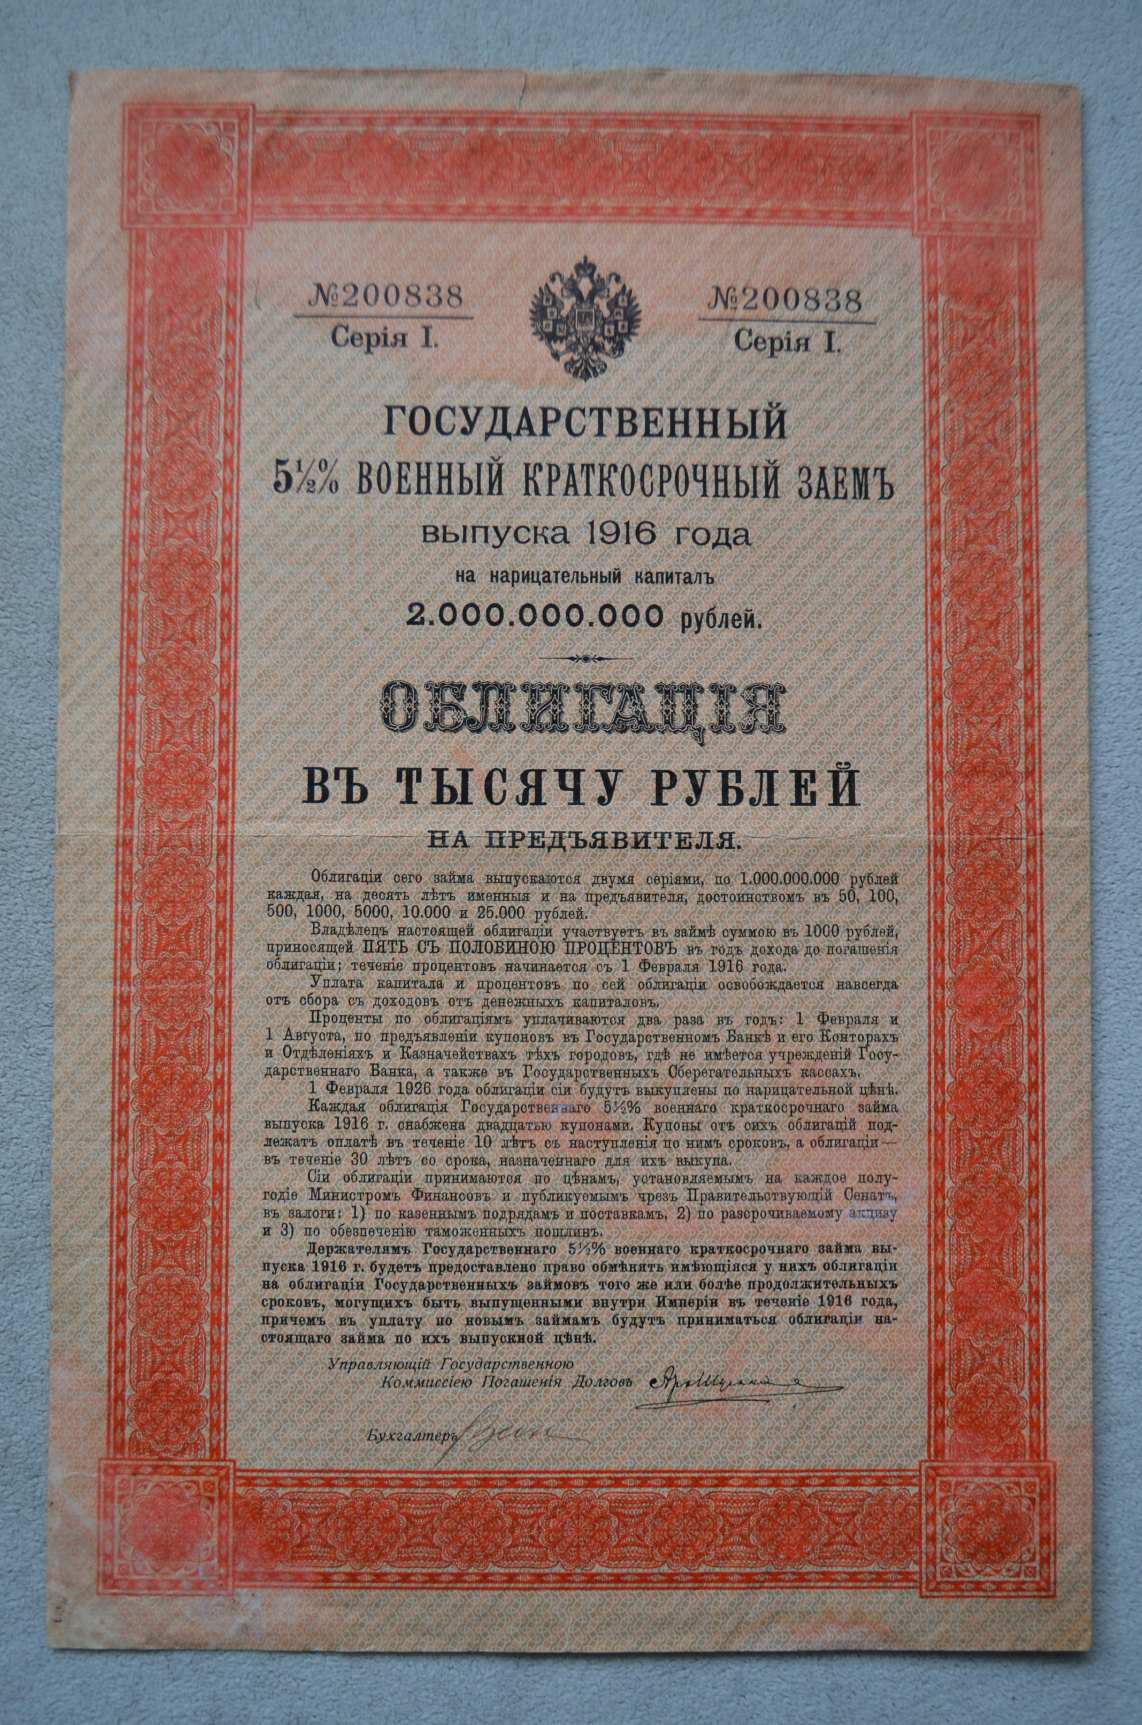 №200838
Серія I.
№200838
Серія I.
ГОСУДАРСТВЕННЫЙ
5½% ВОЕННЫЙ КРАТКОСРОЧНЫЙ ЗАЕМЪ
выпуска 1916 года
на нарицательный капиталъ
2.000.000.000 рублей.
ОБЛИГАЦІЯ
ВЪ ТЫСЯЧУ РУБЛЕЙ
НА ПРЕДЪЯВИТЕЛЯ.
Облигаціи сего займа выпускаются двумя серіями, по 1.000.000.000 рублей
каждая, на десять лѣтъ именныя и на предъявителя, достоинствомъ въ 50, 100,
500, 1000, 5000, 10.000 и 25.000 рублей.
Владѣлецъ настоящей облигаціи участвуетъ въ займѣ суммою въ 1000 рублей,
приносящей ПЯТЬ СЪ ПОЛОВИНОЮ ПРОЦЕНТОВЪ въ годъ дохода до погашенія
облигаціи; теченіе процентовъ начинается съ 1 Февраля 1916 года.
Уплата капитала и процентовъ по сей облигаціи освобождается навсегда
отъ сбора съ доходовъ отъ денежныхъ капиталовъ.
Проценты по облигаціямъ уплачиваются два раза въ годъ: 1 Февраля и
1 Августа, по предъявленіи купоновъ въ Государственномъ Банкѣ и его Конторахъ
и Отдѣленіяхъ и Казначействахъ тѣхъ городовъ, гдѣ не имѣется учрежденій Госу-
дарственнаго Банка, а также въ Государственныхъ Сберегательныхъ кассахъ.
1 Февраля 1926 года облигаціи сіи будутъ выкуплены по нарицательной цѣнѣ.
Каждая облигація Государственнаго 5½% военнаго краткосрочнаго займа
выпуска 1916 г. снабжена двадцатью купонами. Купоны отъ сихъ облигацій под-
лежатъ оплатѣ въ теченіе 10 лѣтъ съ наступленія по нимъ сроковъ, а облигаціи —
въ теченіе 30 лѣтъ со срока, назначеннаго для ихъ выкупа.
Сіи облигаціи принимаются по цѣнамъ, установляемымъ на каждое полу-
годіе Министромъ Финансовъ и публикуемымъ чрезъ Правительствующій Сенатъ,
въ залоги: 1) по казеннымъ подрядамъ и поставкамъ, 2) по разсрочиваемому акцизу
и 3) по обезпеченію таможенныхъ пошлинъ.
Держателямъ Государственнаго 5½% военнаго краткосрочнаго займа вы-
пуска 1916 г. будетъ предоставлено право обмѣнять имѣющіяся у нихъ облигаціи
на облигаціи Государственныхъ займовъ того же или болѣе продолжительныхъ
сроковъ, могущихъ быть выпущенными внутри Имперіи въ теченіе 1916 года,
причемъ въ уплату по новымъ займамъ будутъ приниматься облигаціи на-
стоящаго займа по ихъ выпускной цѣнѣ.
Управляющій Государственною
Коммиссіею Погашенія Долговъ
Бухгалтеръ